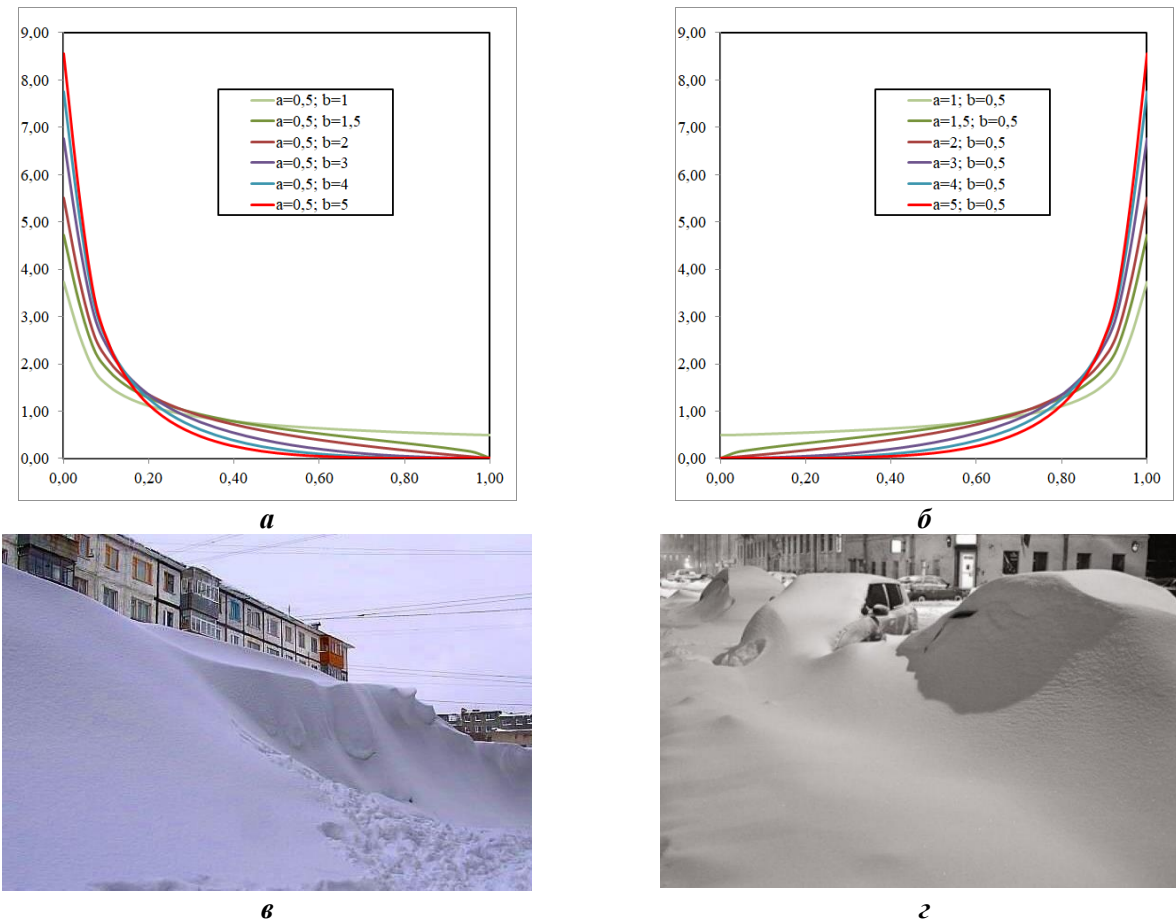 9,00
8,00
7,00
6,00
5,00
4,00
3,00
2,00
1,00
0,00
0,00 0,20 0,40 0,60 0,80 1,00
a=0,5; b=1
a=0,5; b=1,5
a=0,5; b=2
a=0,5; b=3
a=0,5; b=4
a=0,5; b=5
а
9,00
8,00
7,00
6,00
5,00
4,00
3,00
2,00
1,00
0,00
0,00 0,20 0,40 0,60 0,80 1,00
a=1; b=0,5
a=1,5; b=0,5
a=2; b=0,5
a=3; b=0,5
a=4; b=0,5
a=5; b=0,5
б
в
г